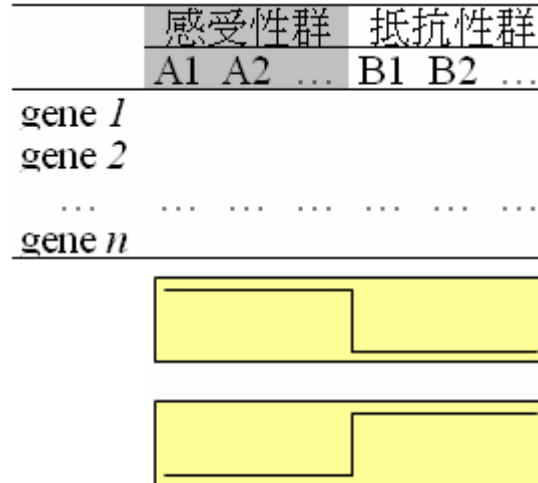 感受性群 抵抗性群
A1 A2 … B1 B2 …
gene 1
gene 2
… … … … … … …
gene n